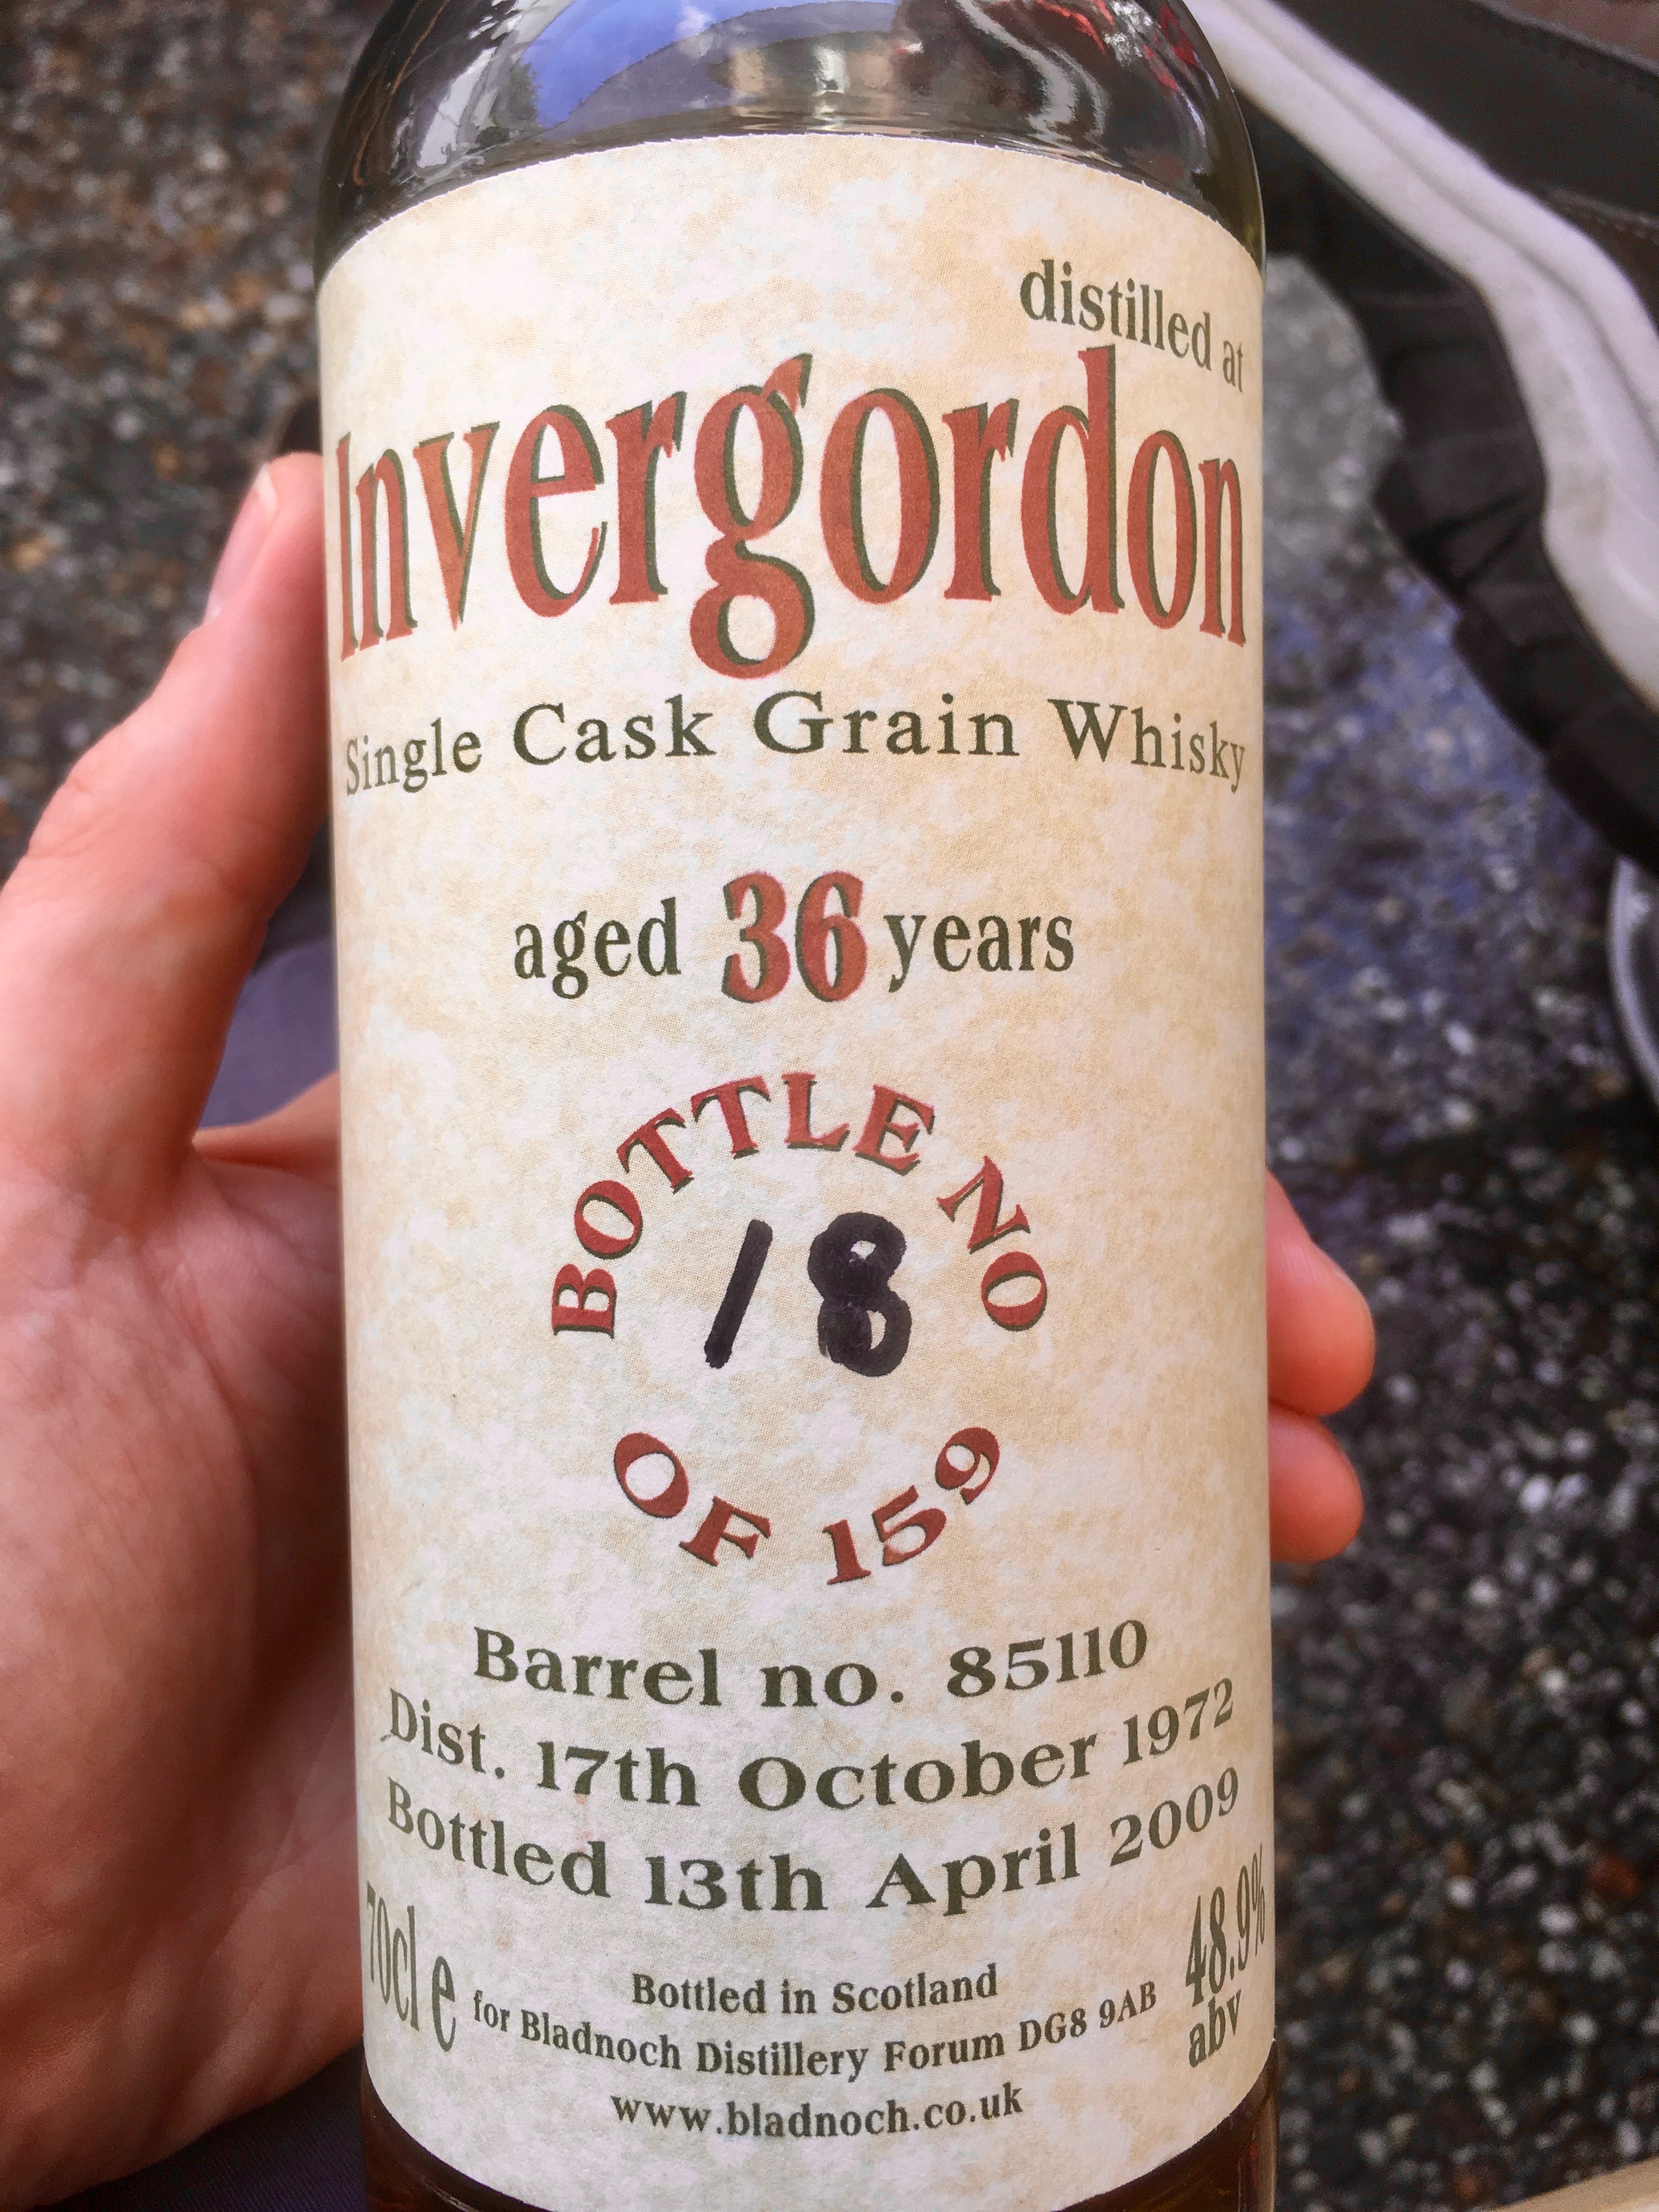 distilled at
Invergordon
Single Cask Grain Whisky
aged 36 years
BOTTLE NO
18
OF 159
Barrel no. 85110
Dist. 17th October 1972
Bottled 13th April 2009
70cl e
48.9%
abv
Bottled in Scotland
for Bladnoch Distillery Forum DG8 9AB
www.bladnoch.co.uk